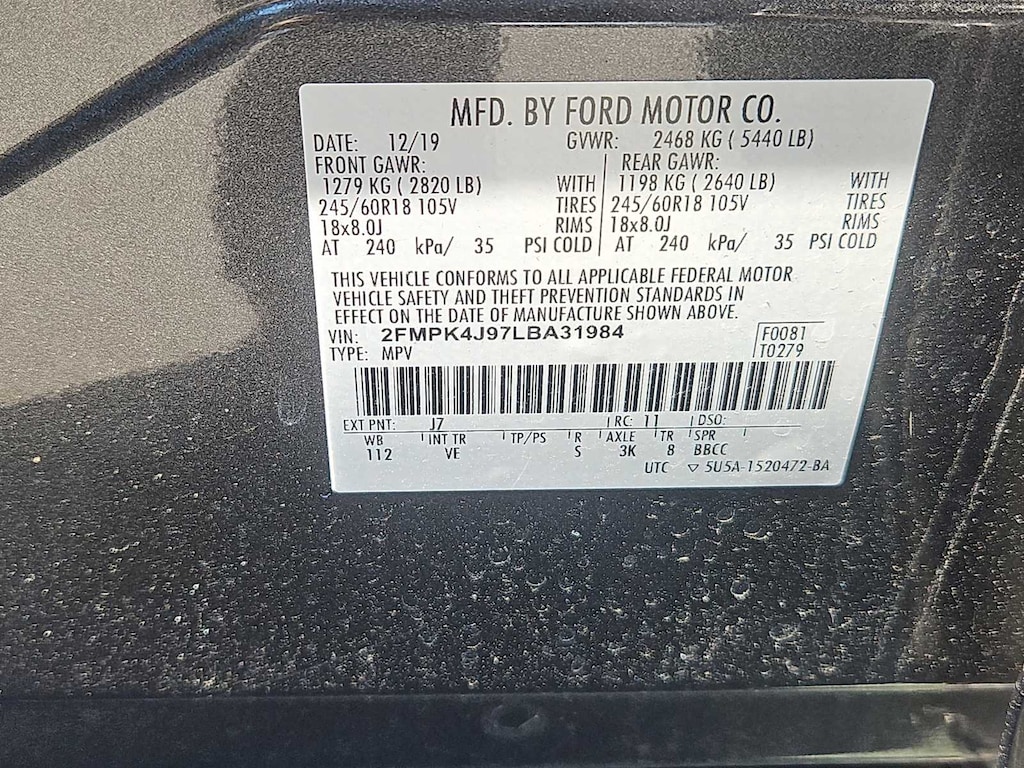 MFD. BY FORD MOTOR CO.
DATE: 12/19 GVWR: 2468 KG ( 5440 LB)
FRONT GAWR: REAR GAWR:
1279 KG ( 2820 LB) WITH 1198 KG ( 2640 LB) WITH
245/60R18 105V TIRES 245/60R18 105V TIRES
18x8.0J RIMS 18x8.0J RIMS
AT 240 kPa/ 35 PSI COLD AT 240 kPa/ 35 PSI COLD
THIS VEHICLE CONFORMS TO ALL APPLICABLE FEDERAL MOTOR
VEHICLE SAFETY AND THEFT PREVENTION STANDARDS IN
EFFECT ON THE DATE OF MANUFACTURE SHOWN ABOVE.
VIN: 2FMPK4J97LBA31984 F0081
TYPE: MPV T0279
EXT PNT: J7 RC: 11 DSO:
WB INT TR TP/PS R AXLE TR SPR
112 VE S 3K 8 BBCC
UTC ▽ 5U5A-1520472-BA